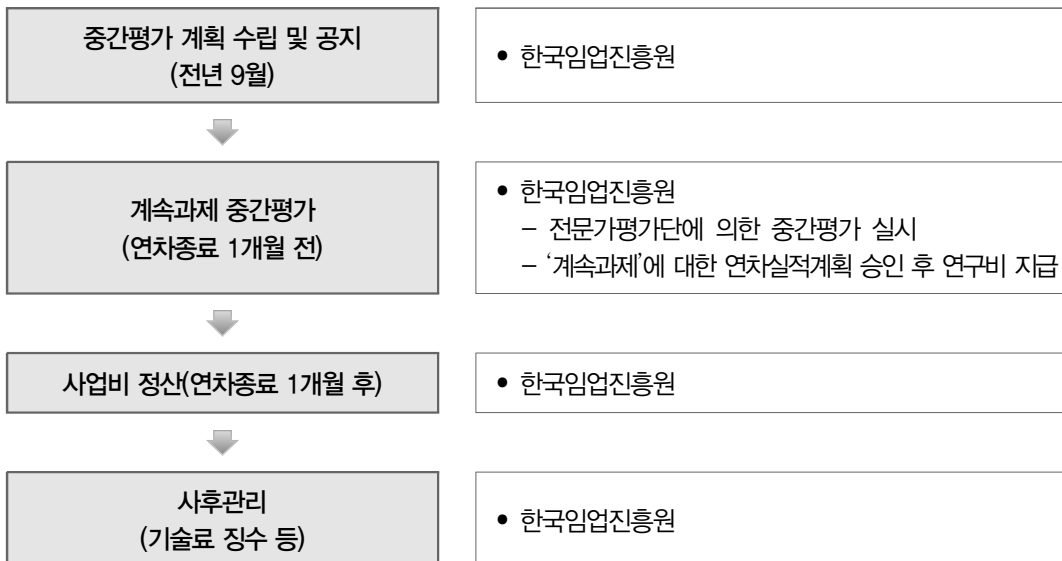 중간평가 계획 수립 및 공지
(전년 9월)
• 한국임업진흥원
계속과제 중간평가
(연차종료 1개월 전)
• 한국임업진흥원
– 전문가평가단에 의한 중간평가 실시
– ‘계속과제’에 대한 연차실적계획 승인 후 연구비 지급
사업비 정산(연차종료 1개월 후)
• 한국임업진흥원
사후관리
(기술료 징수 등)
• 한국임업진흥원